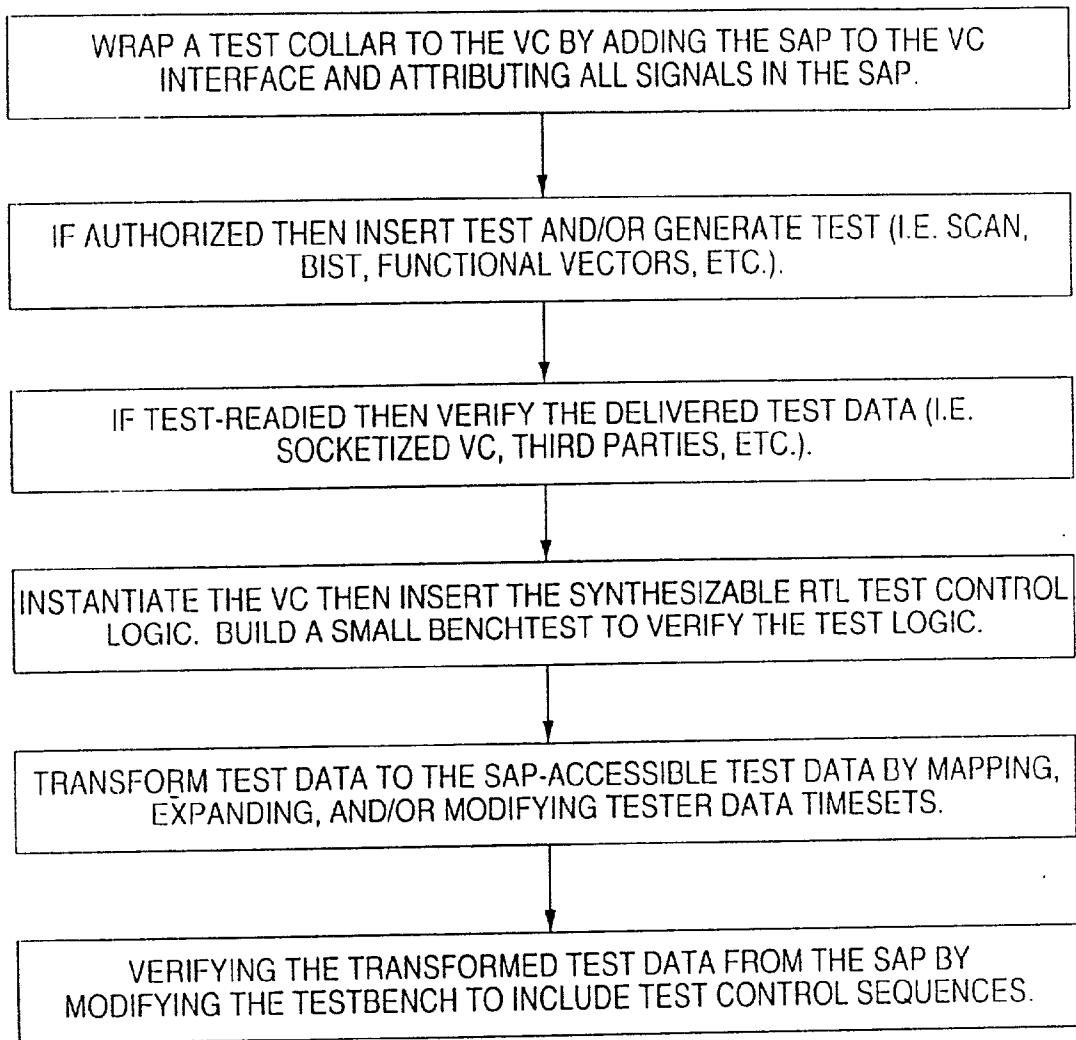 WRAP A TEST COLLAR TO THE VC BY ADDING THE SAP TO THE VC
INTERFACE AND ATTRIBUTING ALL SIGNALS IN THE SAP.
IF AUTHORIZED THEN INSERT TEST AND/OR GENERATE TEST (I.E. SCAN,
BIST, FUNCTIONAL VECTORS, ETC.).
IF TEST-READIED THEN VERIFY THE DELIVERED TEST DATA (I.E.
SOCKETIZED VC, THIRD PARTIES, ETC.).
INSTANTIATE THE VC THEN INSERT THE SYNTHESIZABLE RTL TEST CONTROL
LOGIC. BUILD A SMALL BENCHTEST TO VERIFY THE TEST LOGIC.
TRANSFORM TEST DATA TO THE SAP-ACCESSIBLE TEST DATA BY MAPPING,
EXPANDING, AND/OR MODIFYING TESTER DATA TIMESETS.
VERIFYING THE TRANSFORMED TEST DATA FROM THE SAP BY
MODIFYING THE TESTBENCH TO INCLUDE TEST CONTROL SEQUENCES.